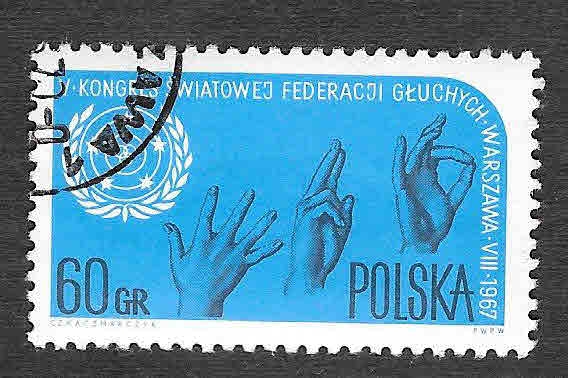 V · KONGRES ŚWIATOWEJ FEDERACJI GŁUCHYCH · WARSZAWA · VIII · 1967
60 GR
POLSKA
CZ.KACZMARCZYK
PWPW